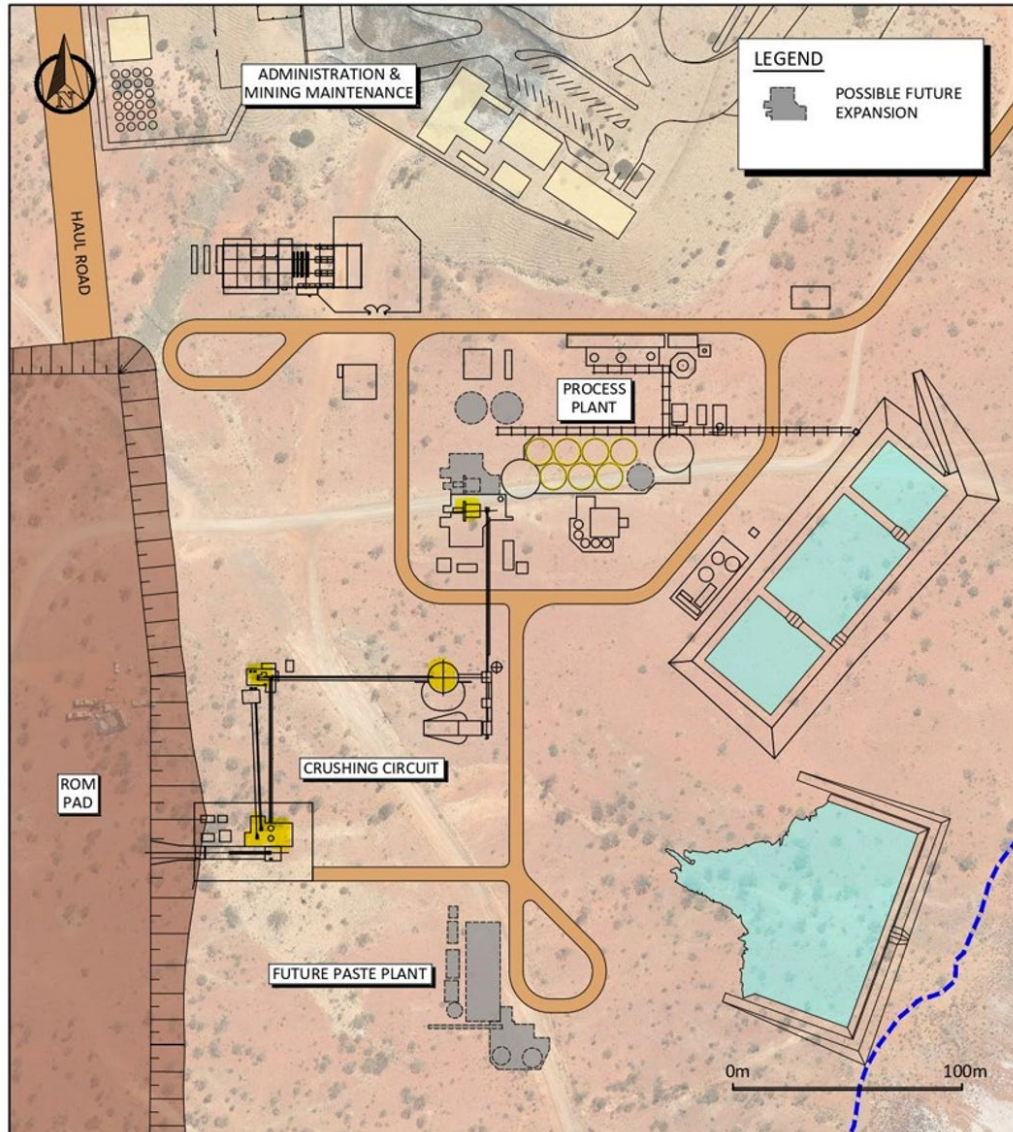 ADMINISTRATION &
MINING MAINTENANCE
LEGEND
POSSIBLE FUTURE
EXPANSION
N
HAUL ROAD
PROCESS
PLANT
ROM
PAD
CRUSHING CIRCUIT
FUTURE PASTE PLANT
0m
100m